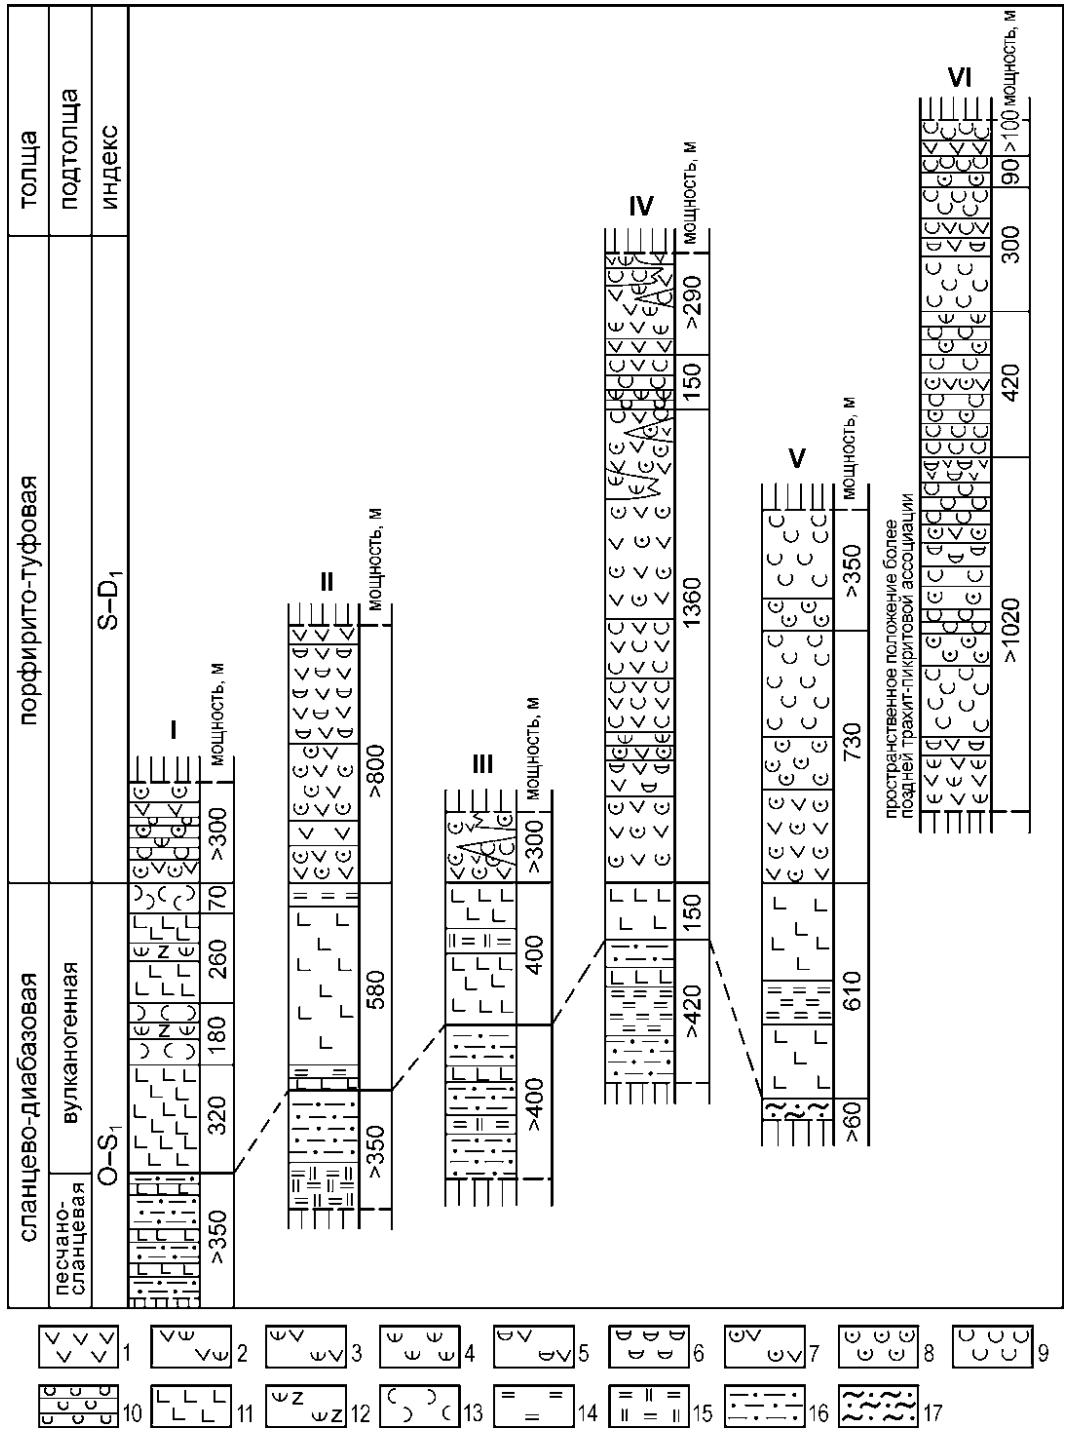 толща
подтолща
индекс
порфирито-туфовая
S–D₁
сланцево-диабазовая
вулканогенная
песчано-
сланцевая
O–S₁
I
мощность, м
>300
70
260
180
320
>350
II
мощность, м
>800
580
>350
III
мощность, м
>300
400
>400
IV
мощность, м
>290
150
1360
150
>420
V
мощность, м
>350
730
610
>60
пространственное положение более
поздней трахит-пикритовой ассоциации
VI
мощность, м
>100
90
300
420
>1020
1 2 3 4 5 6 7 8 9
10 11 12 13 14 15 16 17